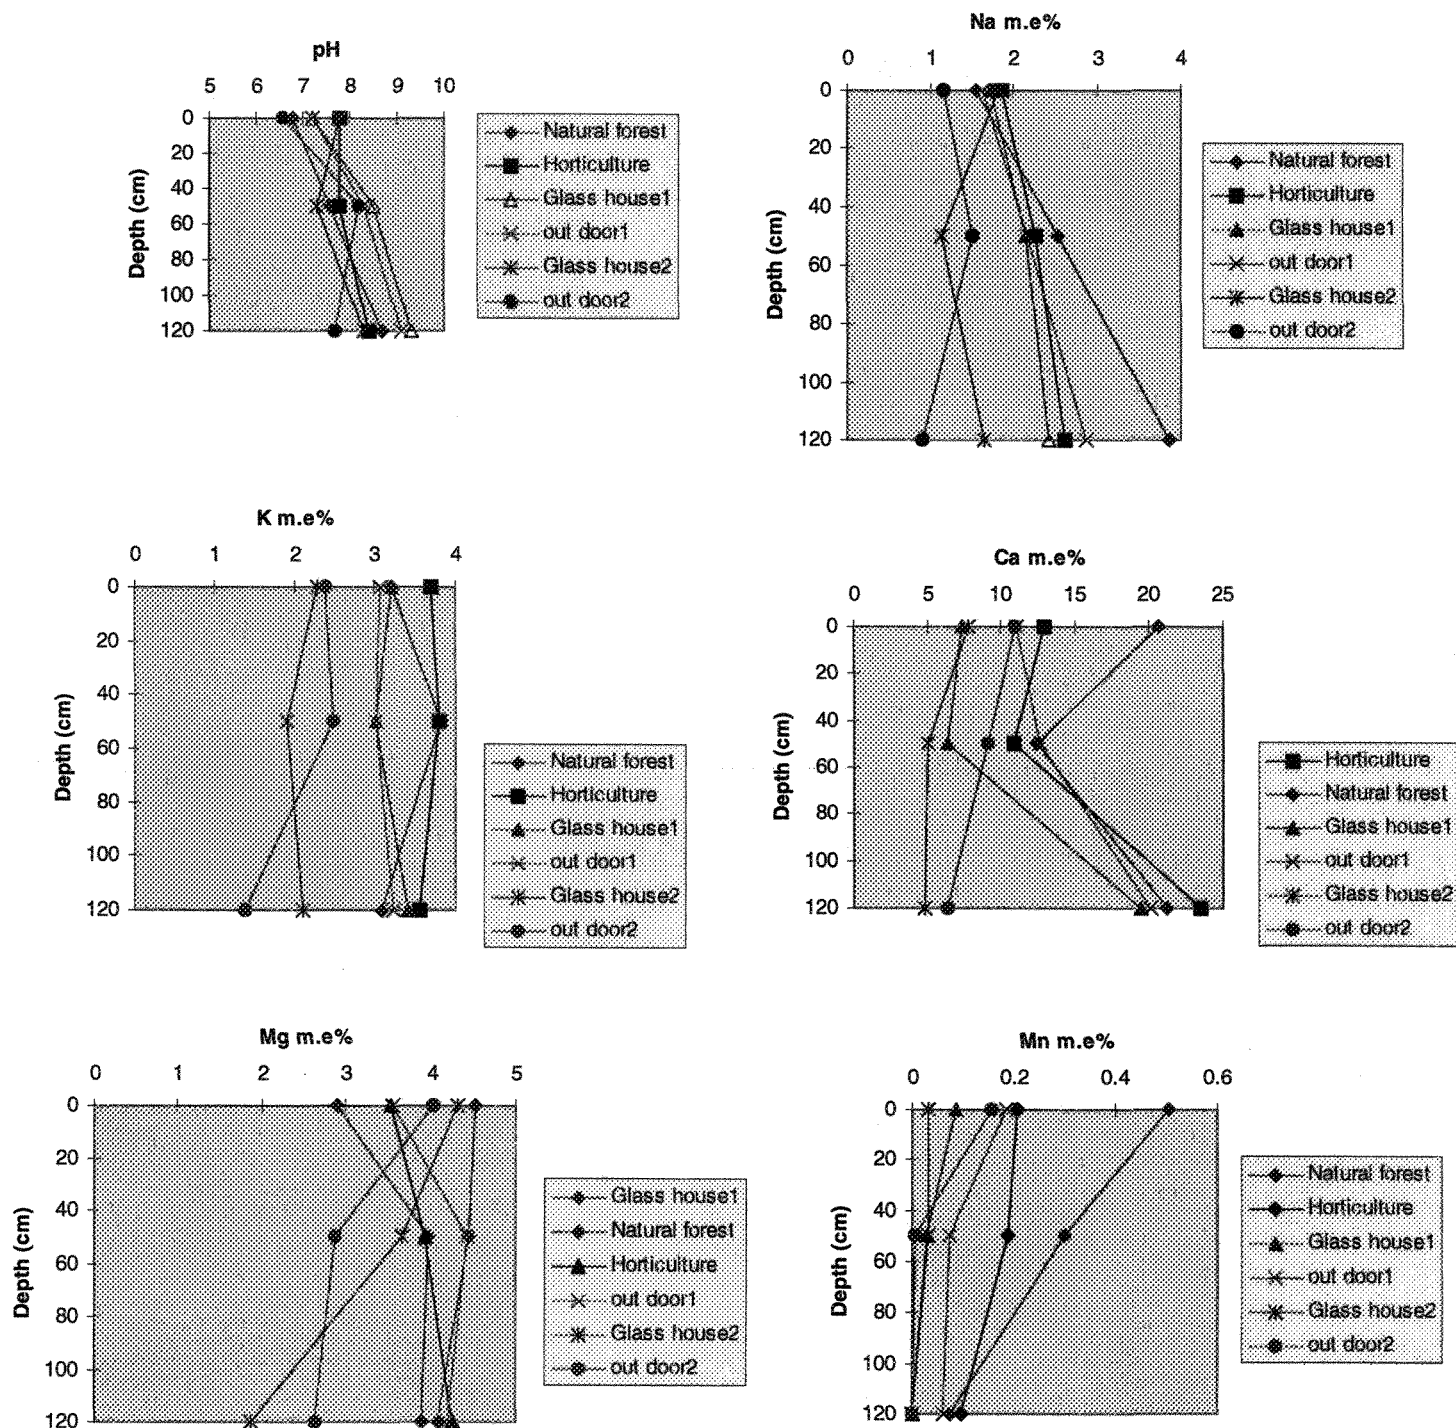 pH
5 6 7 8 9 10
0
20
40
60
80
100
120
Depth (cm)
Natural forest
Horticulture
Glass house1
out door1
Glass house2
out door2
Na m.e%
0 1 2 3 4
0
20
40
60
80
100
120
Depth (cm)
Natural forest
Horticulture
Glass house1
out door1
Glass house2
out door2
K m.e%
0 1 2 3 4
0
20
40
60
80
100
120
Depth (cm)
Natural forest
Horticulture
Glass house1
out door1
Glass house2
out door2
Ca m.e%
0 5 10 15 20 25
0
20
40
60
80
100
120
Depth (cm)
Horticulture
Natural forest
Glass house1
out door1
Glass house2
out door2
Mg m.e%
0 1 2 3 4 5
0
20
40
60
80
100
120
Depth (cm)
Glass house1
Natural forest
Horticulture
out door1
Glass house2
out door2
Mn m.e%
0 0.2 0.4 0.6
0
20
40
60
80
100
120
Depth (cm)
Natural forest
Horticulture
Glass house1
out door1
Glass house2
out door2